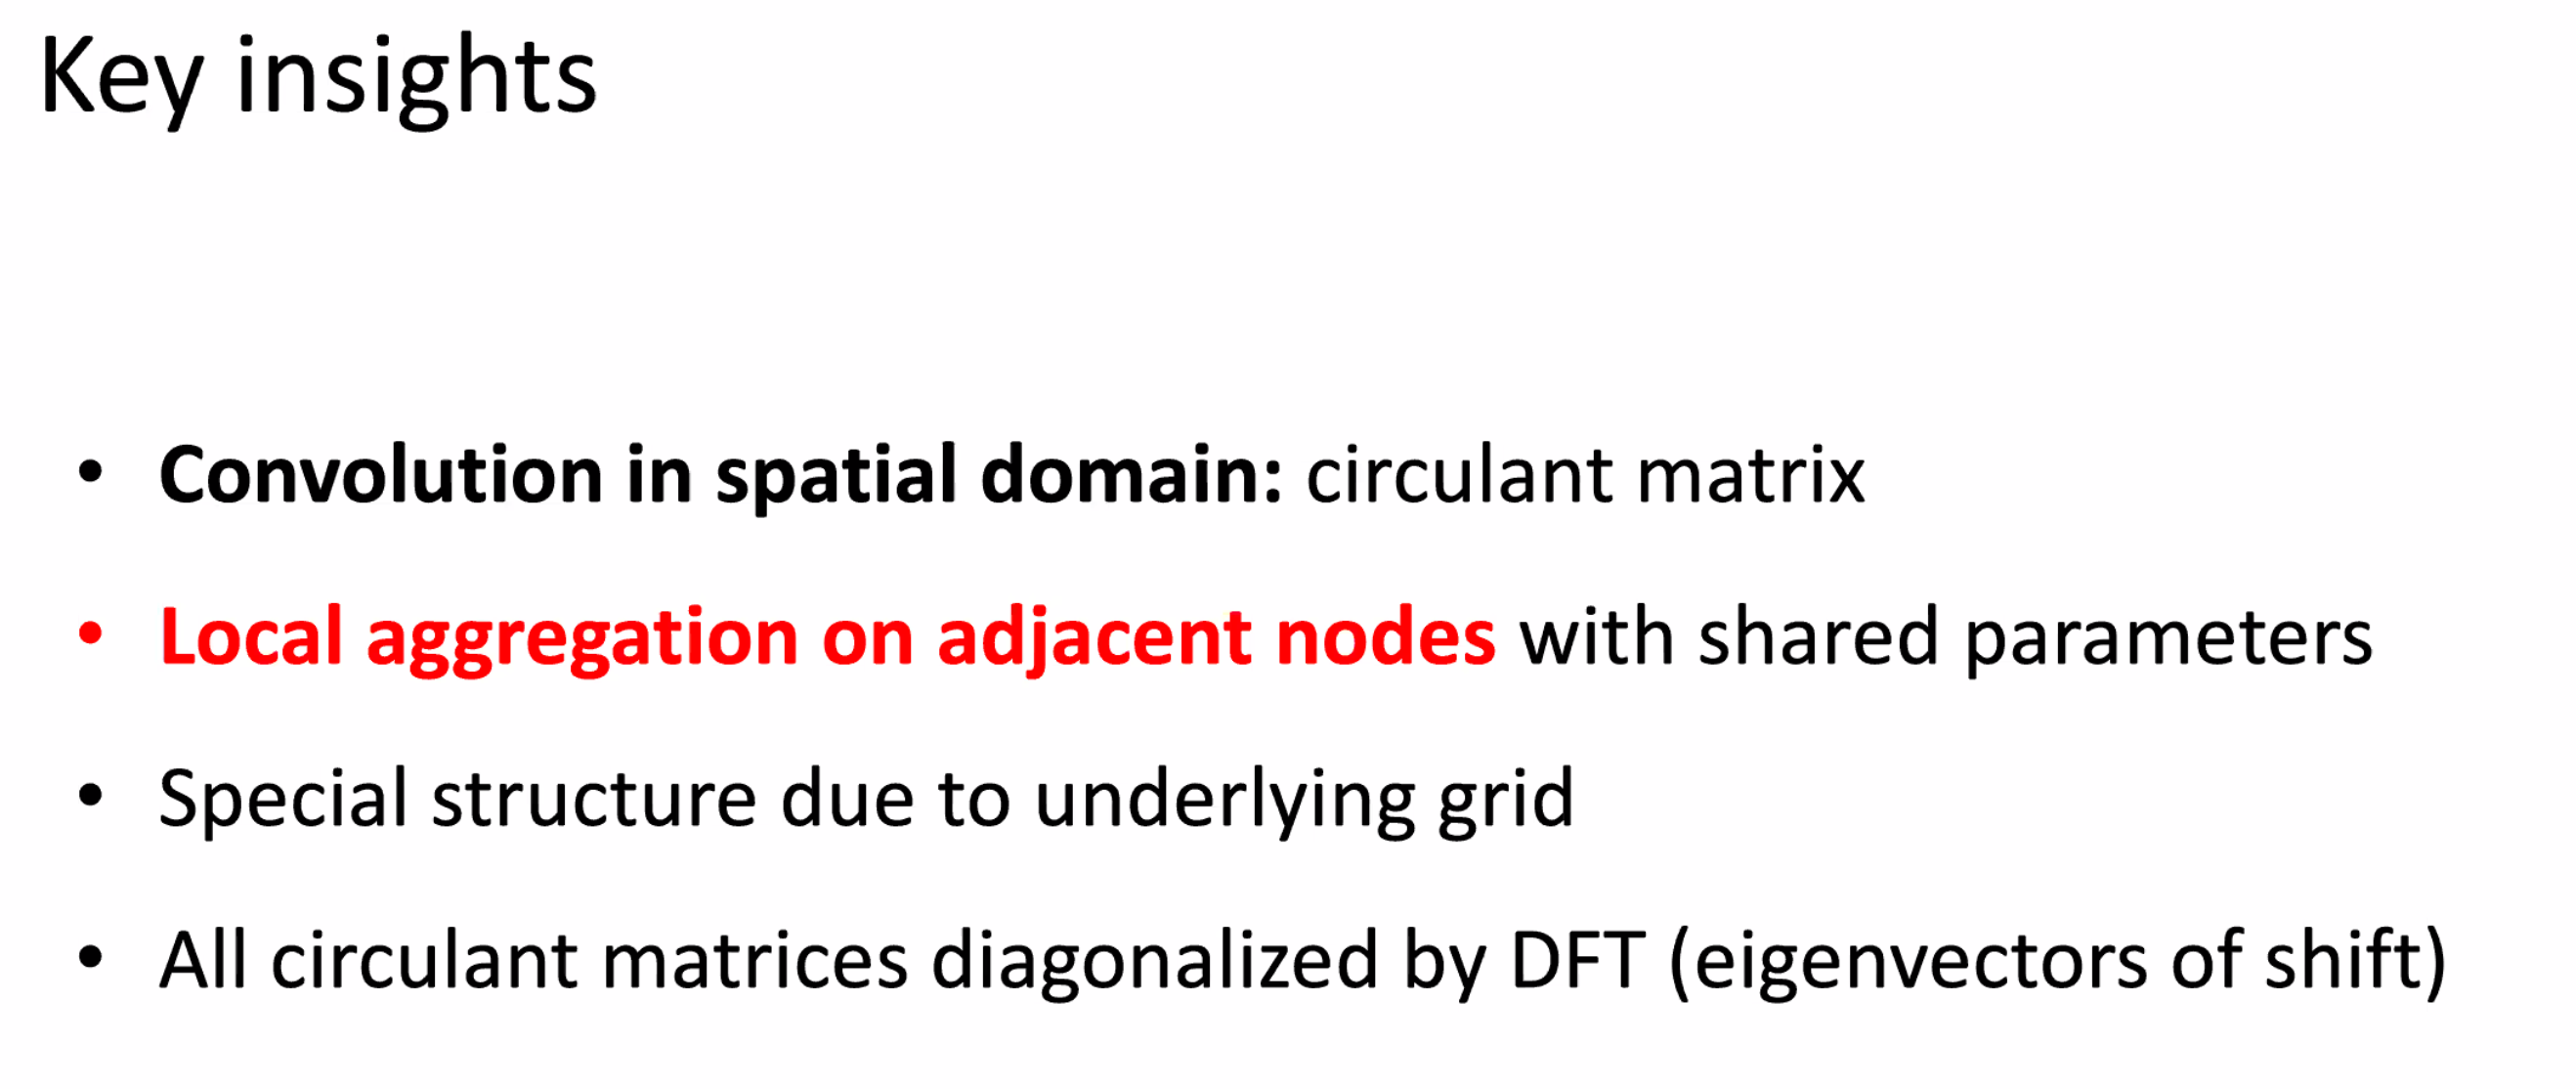 Key insights
• Convolution in spatial domain: circulant matrix
• Local aggregation on adjacent nodes with shared parameters
• Special structure due to underlying grid
• All circulant matrices diagonalized by DFT (eigenvectors of shift)